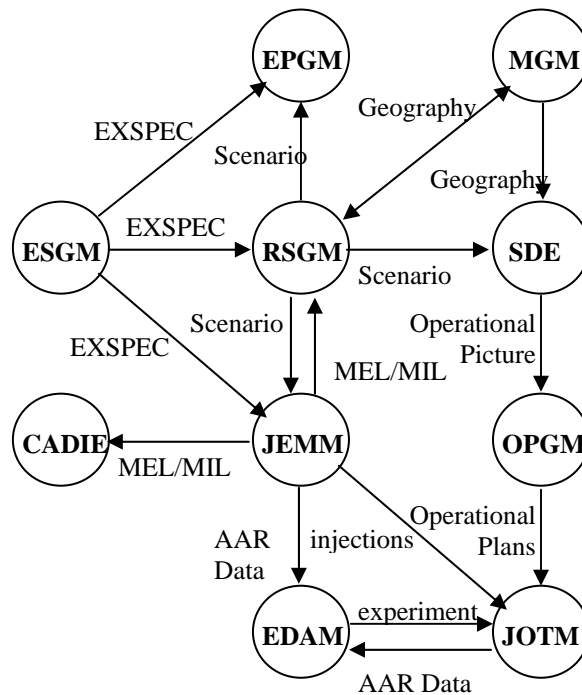 EPGM
MGM
EXSPEC
Geography
Scenario
Geography
ESGM
EXSPEC
RSGM
Scenario
SDE
EXSPEC
Scenario
MEL/MIL
Operational
Picture
CADIE
MEL/MIL
JEMM
OPGM
AAR
Data
injections
Operational
Plans
EDAM
experiment
JOTM
AAR Data